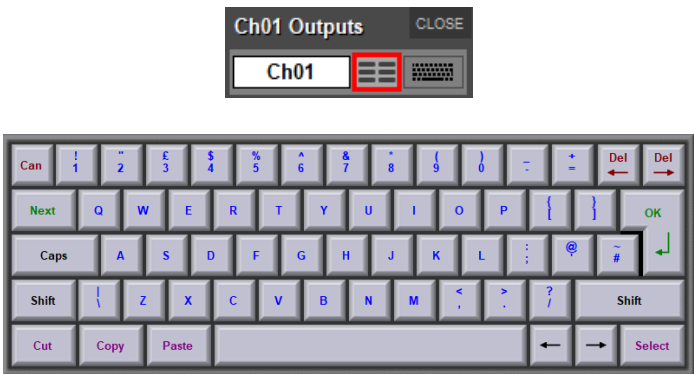 Ch01 Outputs CLOSE
Ch01
Can ! 1 " 2 £ 3 $ 4 % 5 ^ 6 & 7 * 8 ( 9 ) 0 _ - + = Del ← Del →
Next Q W E R T Y U I O P { [ } ] OK
Caps A S D F G H J K L : ; @ ' ~ #
Shift | \ Z X C V B N M < , > . ? / Shift
Cut Copy Paste ← → Select